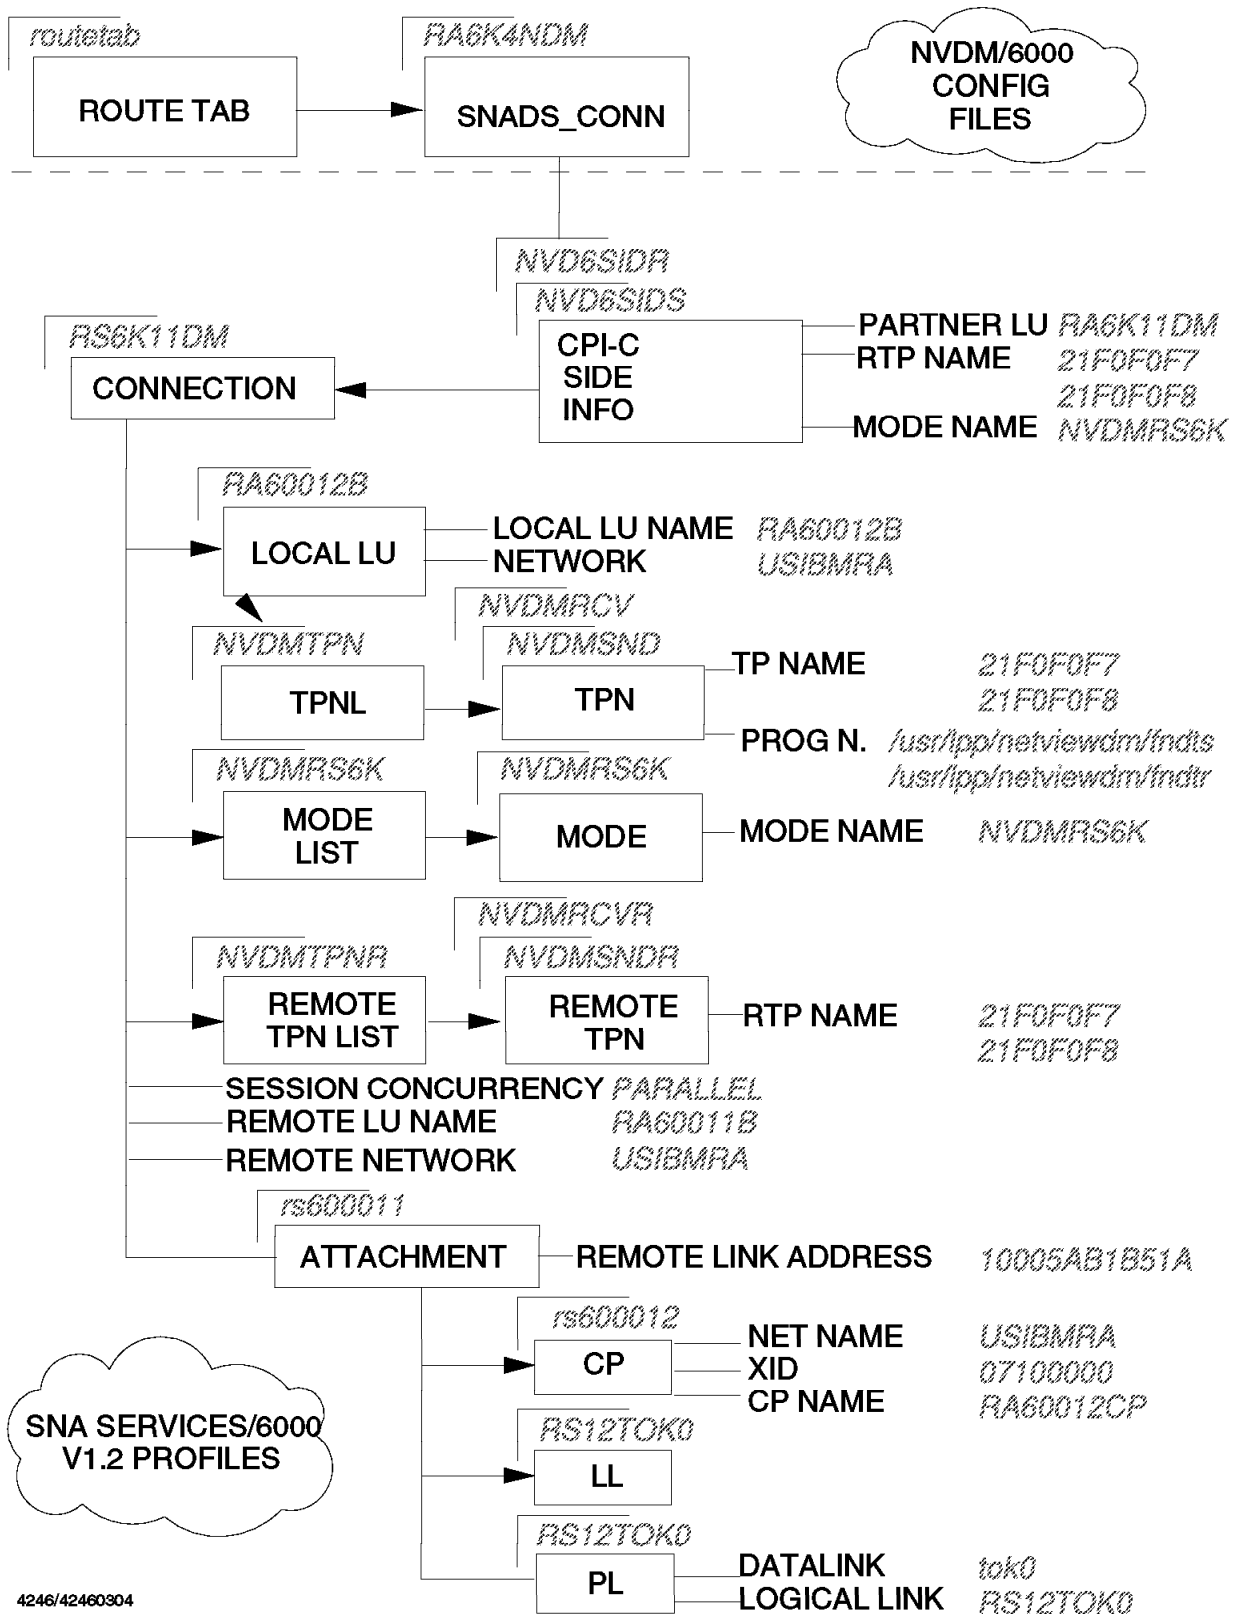 routetab
RA6K4NDM
ROUTE TAB
SNADS_CONN
NVDM/6000
CONFIG
FILES
NVD6SIDR
NVD6SIDS
CPI-C
SIDE
INFO
PARTNER LU RA6K11DM
RTP NAME 21F0F0F7
21F0F0F8
MODE NAME NVDMRS6K
RS6K11DM
CONNECTION
RA60012B
LOCAL LU
LOCAL LU NAME RA60012B
NETWORK USIBMRA
NVDMTPN
TPNL
NVDMRCV
NVDMSND
TPN
TP NAME 21F0F0F7
21F0F0F8
PROG N. /usr/lpp/netviewdm/fndts
/usr/lpp/netviewdm/fndtr
NVDMRS6K
MODE
LIST
NVDMRS6K
MODE
MODE NAME NVDMRS6K
NVDMTPNR
REMOTE
TPN LIST
NVDMRCVR
NVDMSNDR
REMOTE
TPN
RTP NAME 21F0F0F7
21F0F0F8
SESSION CONCURRENCY PARALLEL
REMOTE LU NAME RA60011B
REMOTE NETWORK USIBMRA
rs600011
ATTACHMENT
REMOTE LINK ADDRESS 10005AB1B51A
rs600012
CP
NET NAME USIBMRA
XID 07100000
CP NAME RA60012CP
RS12TOK0
LL
RS12TOK0
PL
DATALINK tok0
LOGICAL LINK RS12TOK0
SNA SERVICES/6000
V1.2 PROFILES
4246/42460304